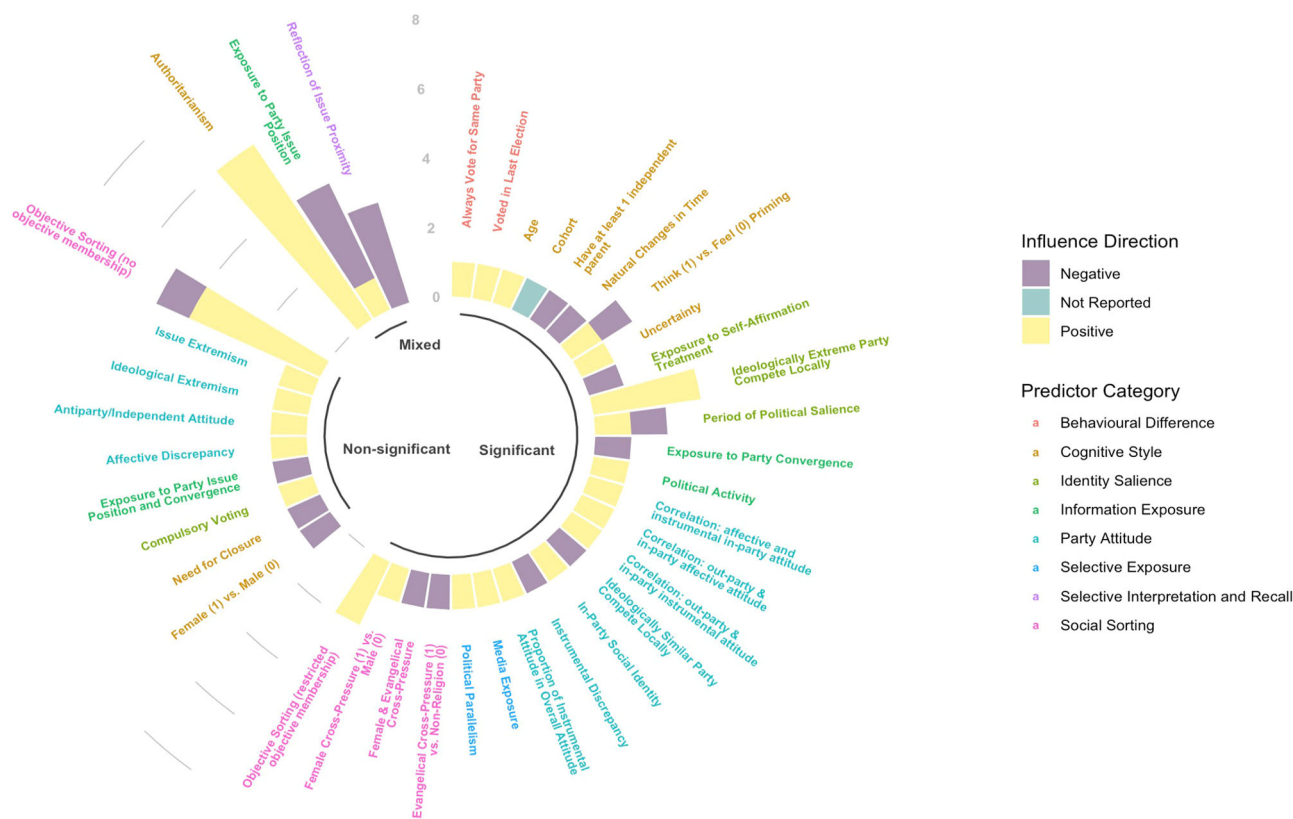 8
6
4
2
0
Always Vote for Same Party
Voted in Last Election
Age
Cohort
Have at least 1 independent
parent
Natural Changes in Time
Think (1) vs. Feel (0) Priming
Uncertainty
Exposure to Self-Affirmation
Treatment
Ideologically Extreme Party
Compete Locally
Period of Political Salience
Exposure to Party Convergence
Political Activity
Correlation: affective and
instrumental in-party attitude
Correlation: out-party &
in-party affective attitude
Correlation: out-party &
in-party instrumental attitude
Ideologically Similar Party
Compete Locally
In-Party Social Identity
Instrumental Discrepancy
Proportion of Instrumental
Attitude in Overall Attitude
Media Exposure
Political Parallelism
Evangelical Cross-Pressure (1)
vs. Non-Religion (0)
Female & Evangelical
Cross-Pressure
Female Cross-Pressure (1) vs.
Male (0)
Objective Sorting (restricted
objective membership)
Female (1) vs. Male (0)
Need for Closure
Compulsory Voting
Exposure to Party Issue
Position and Convergence
Affective Discrepancy
Antiparty/Independent Attitude
Ideological Extremism
Issue Extremism
Objective Sorting (no
objective membership)
Authoritarianism
Exposure to Party Issue
Position
Reflection of Issue Proximity
Mixed
Non-significant
Significant
Influence Direction
Negative
Not Reported
Positive
Predictor Category
a Behavioural Difference
a Cognitive Style
a Identity Salience
a Information Exposure
a Party Attitude
a Selective Exposure
a Selective Interpretation and Recall
a Social Sorting